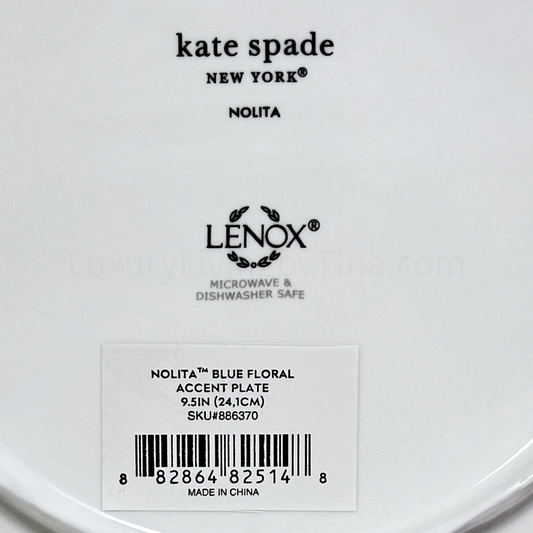 kate spade
NEW YORK®
NOLITA
LENOX®
LuxuryLivingbyTina.com
MICROWAVE &
DISHWASHER SAFE
NOLITA™ BLUE FLORAL
ACCENT PLATE
9.5IN (24,1CM)
SKU#886370
8 82864 82514 8
MADE IN CHINA